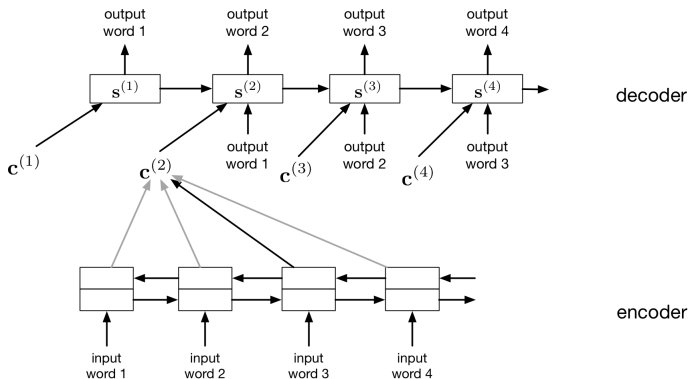 output
word 1
output
word 2
output
word 3
output
word 4
s^{(1)}
s^{(2)}
s^{(3)}
s^{(4)}
decoder
output
word 1
output
word 2
output
word 3
c^{(1)}
c^{(2)}
c^{(3)}
c^{(4)}
encoder
input
word 1
input
word 2
input
word 3
input
word 4